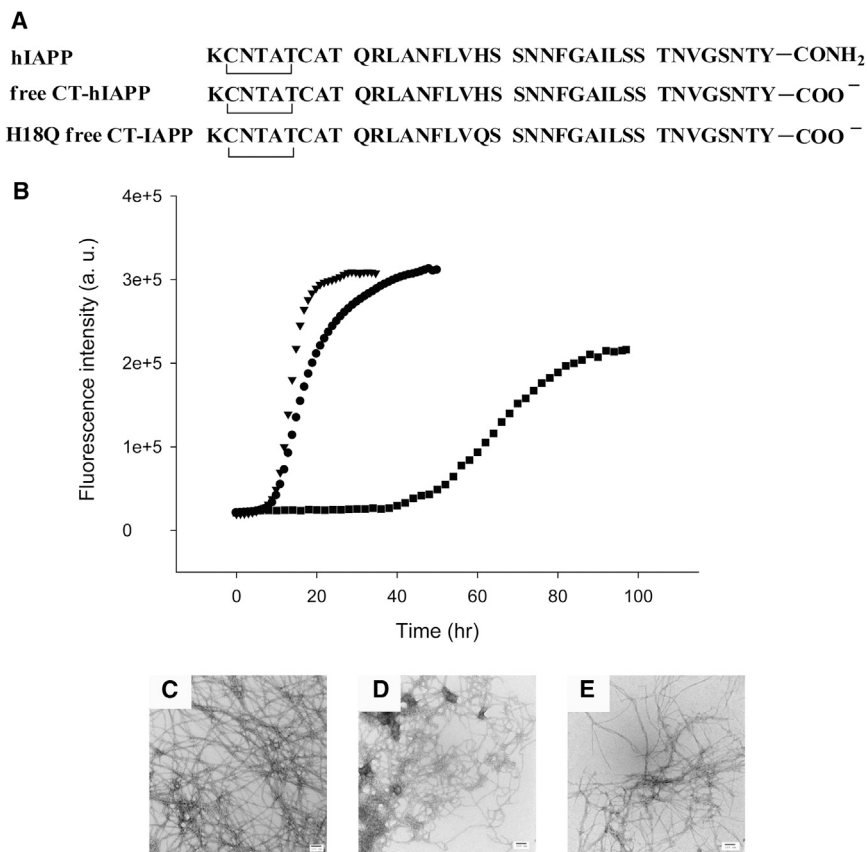 A
hIAPP KCNTATCAT QRLANFLVHS SNNFGAILSS TNVGSNTY—CONH₂
free CT-hIAPP KCNTATCAT QRLANFLVHS SNNFGAILSS TNVGSNTY—COO⁻
H18Q free CT-IAPP KCNTATCAT QRLANFLVQS SNNFGAILSS TNVGSNTY—COO⁻
B
Fluorescence intensity (a. u.)
4e+5
3e+5
2e+5
1e+5
0
0 20 40 60 80 100
Time (hr)
C D E